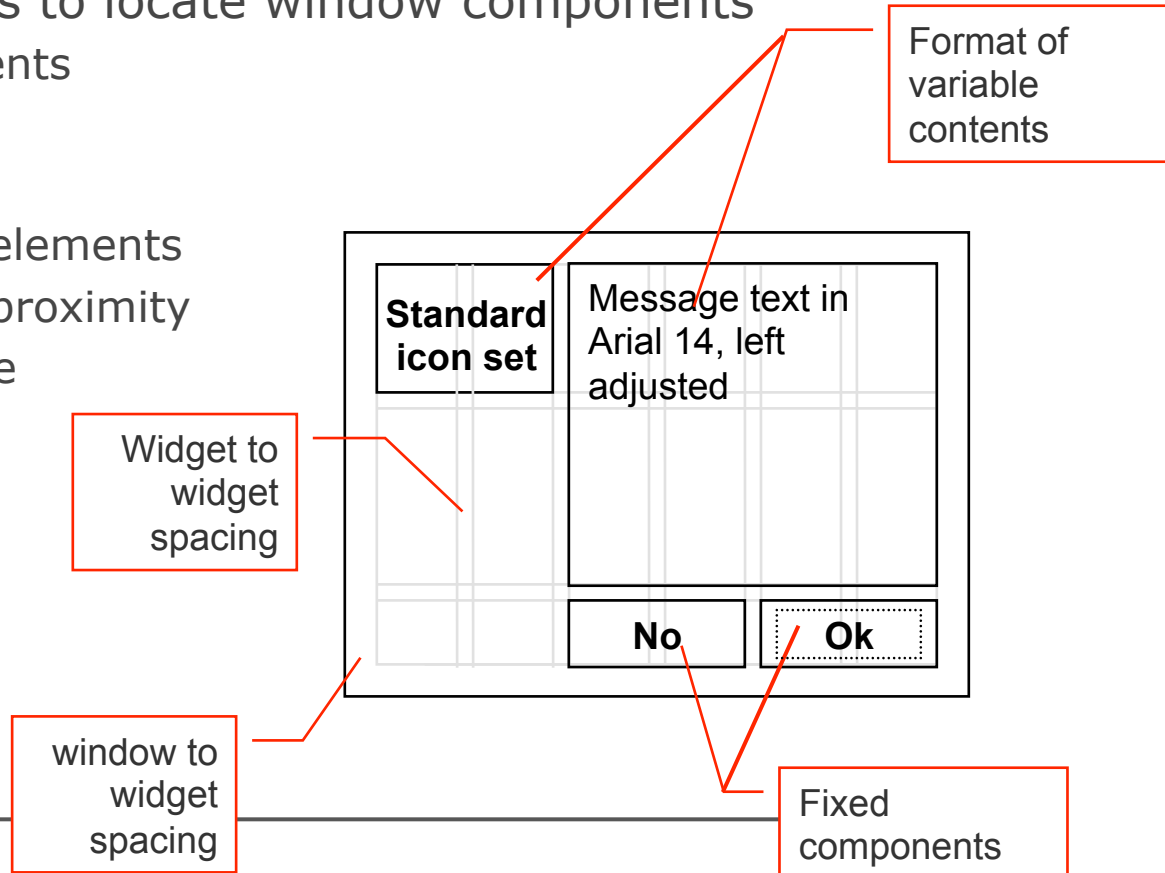 s to locate window components
ents
Format of
variable
contents
elements
proximity
e
Standard
icon set
Message text in
Arial 14, left
adjusted
Widget to
widget
spacing
No
Ok
window to
widget
spacing
Fixed
components